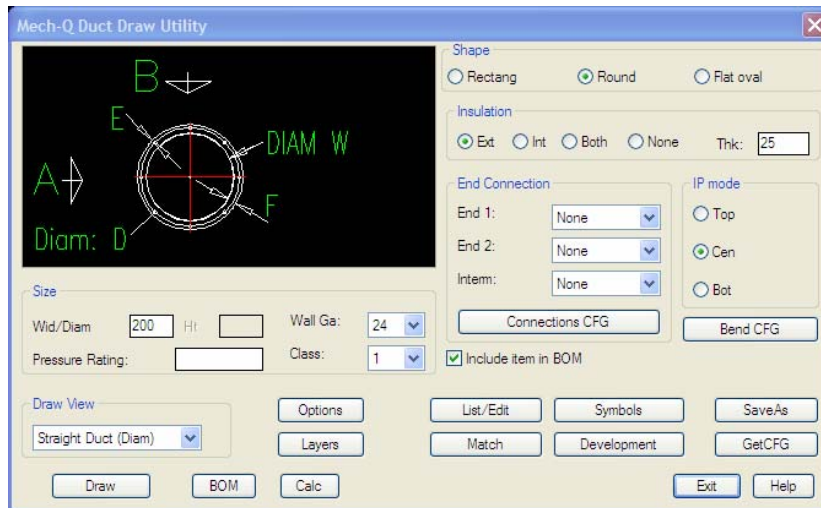 Mech-Q Duct Draw Utility
B
E
DIAM W
A
F
Diam: D
Shape
Rectang Round Flat oval
Insulation
Ext Int Both None Thk: 25
End Connection
End 1: None
End 2: None
Interm: None
Connections CFG
IP mode
Top
Cen
Bot
Bend CFG
Size
Wid/Diam 200 Ht Wall Ga: 24
Pressure Rating: Class: 1
Include item in BOM
Draw View
Straight Duct (Diam)
Options List/Edit Symbols SaveAs
Layers Match Development GetCFG
Draw BOM Calc Exit Help